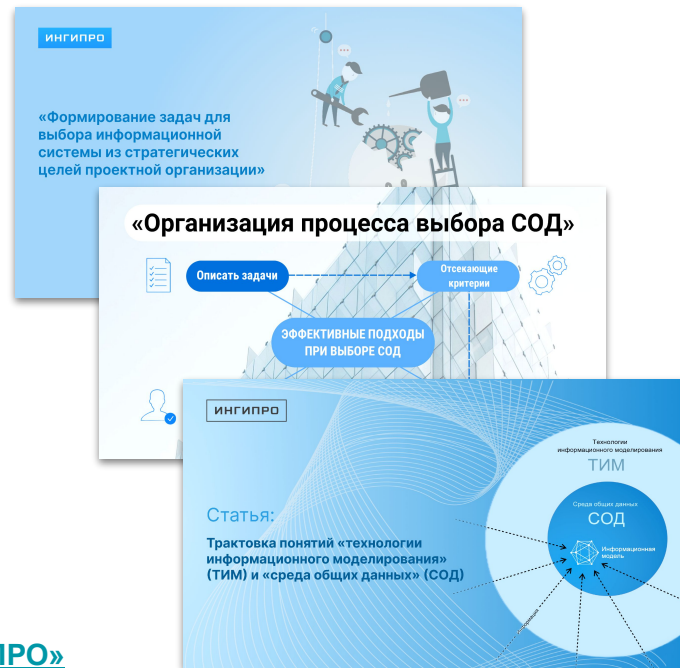 ИНГИПРО
«Формирование задач для
выбора информационной
системы из стратегических
целей проектной организации»
«Организация процесса выбора СОД»
Описать задачи
Отсекающие
критерии
ЭФФЕКТИВНЫЕ ПОДХОДЫ
ПРИ ВЫБОРЕ СОД
ИНГИПРО
Статья:
Трактовка понятий «технологии
информационного моделирования»
(ТИМ) и «среда общих данных» (СОД)
Технологии
информационного моделирования
ТИМ
Среда общих данных
СОД
Информационная
модель
ПРО»